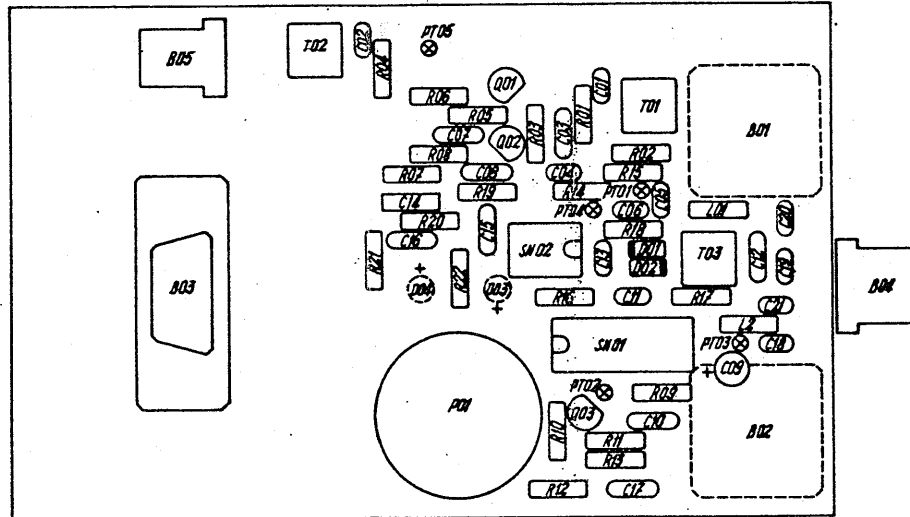 B05
T02
C02
R04
PT05
R06
Q01
C01
R05
R03
C03
R01
T01
B01
C07
Q02
R08
R02
R07
C08
C04
R15
R19
R14
PT01
C05
C14
PT04
C06
L01
C20
R20
C15
R18
C16
SN02
C13
D01
T03
C12
C19
R21
R22
D02
B03
D04
D03
B04
R16
C11
R17
C21
L2
SN01
PT03
C18
C09
P01
PT02
R09
Q03
R10
C10
B02
R11
R13
R12
C17